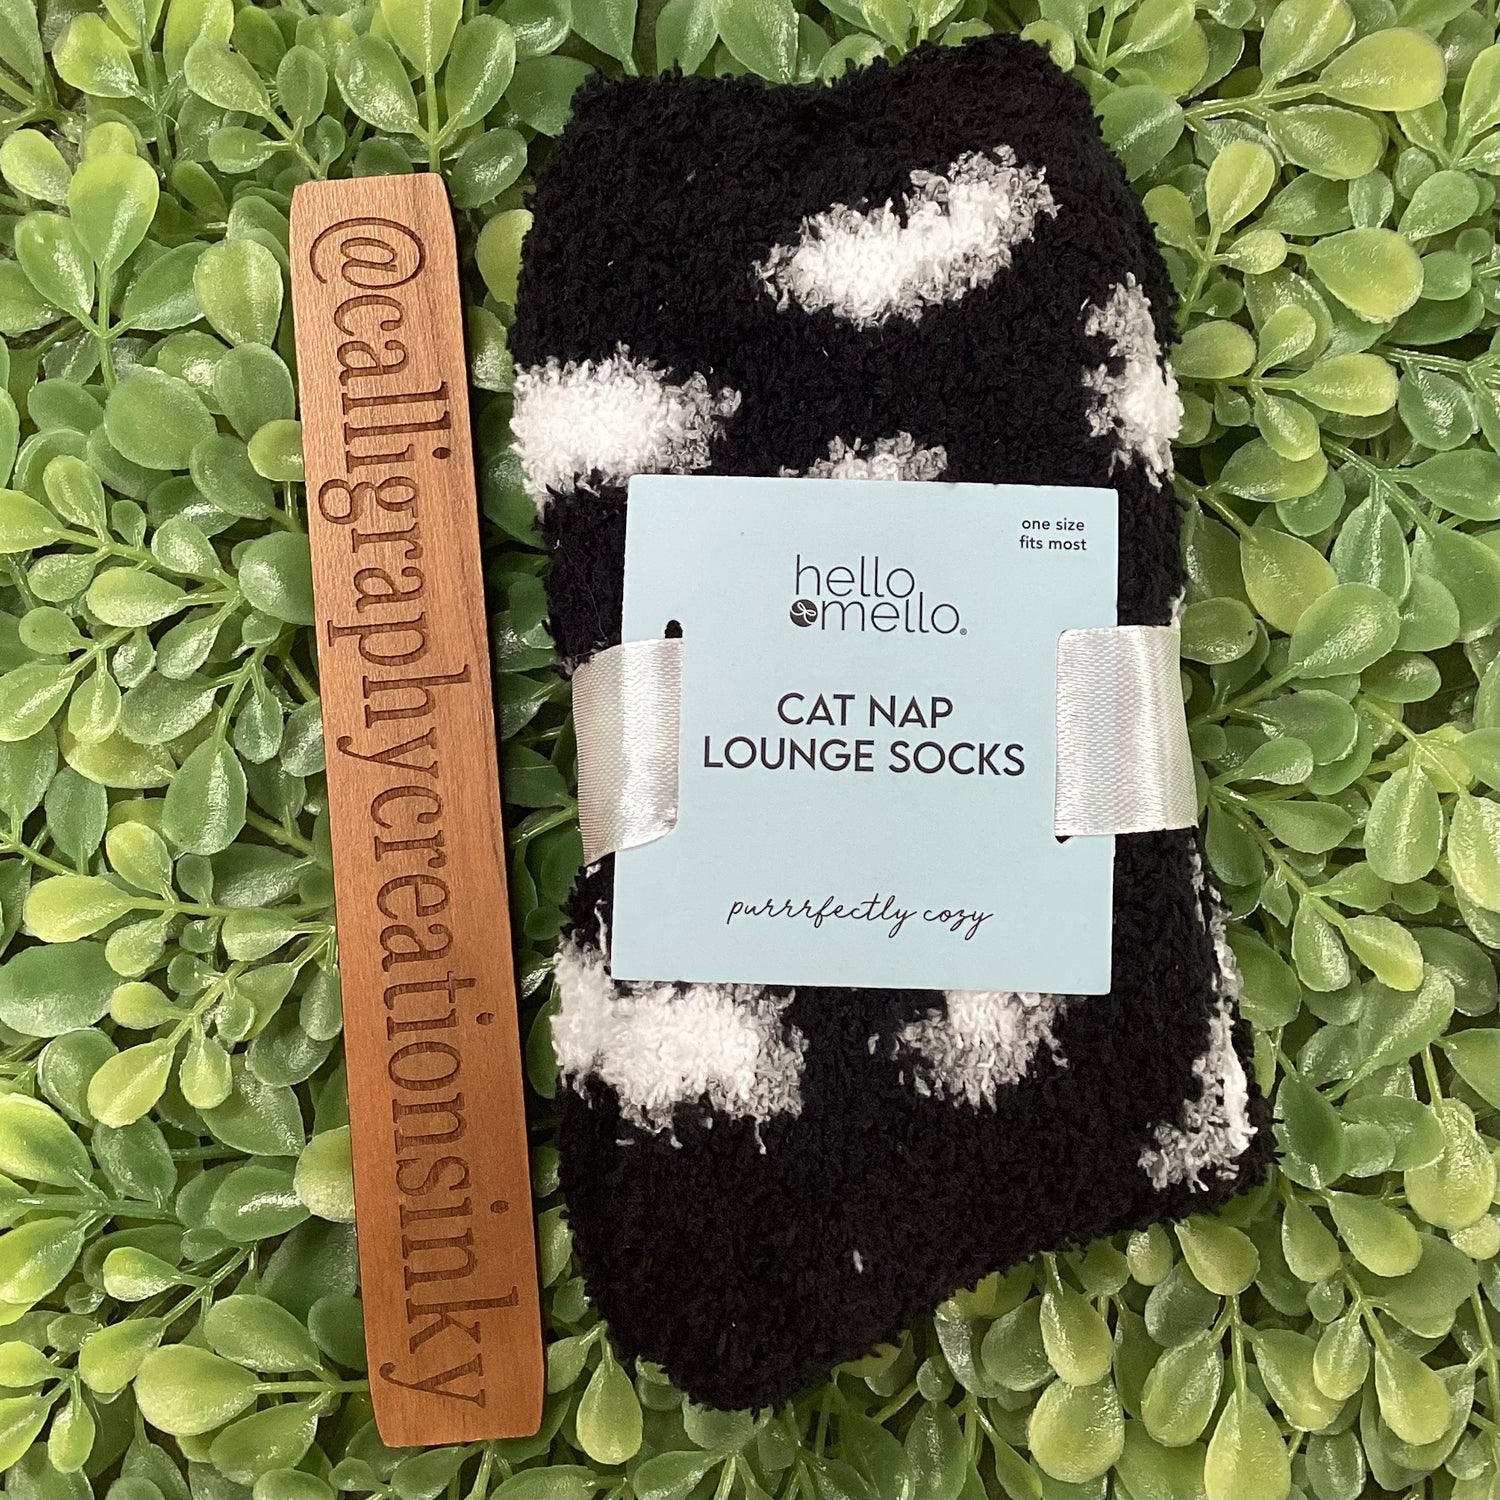 @calligraphycreationsinky
one size
fits most
hello
mello®
CAT NAP
LOUNGE SOCKS
purrrfectly cozy